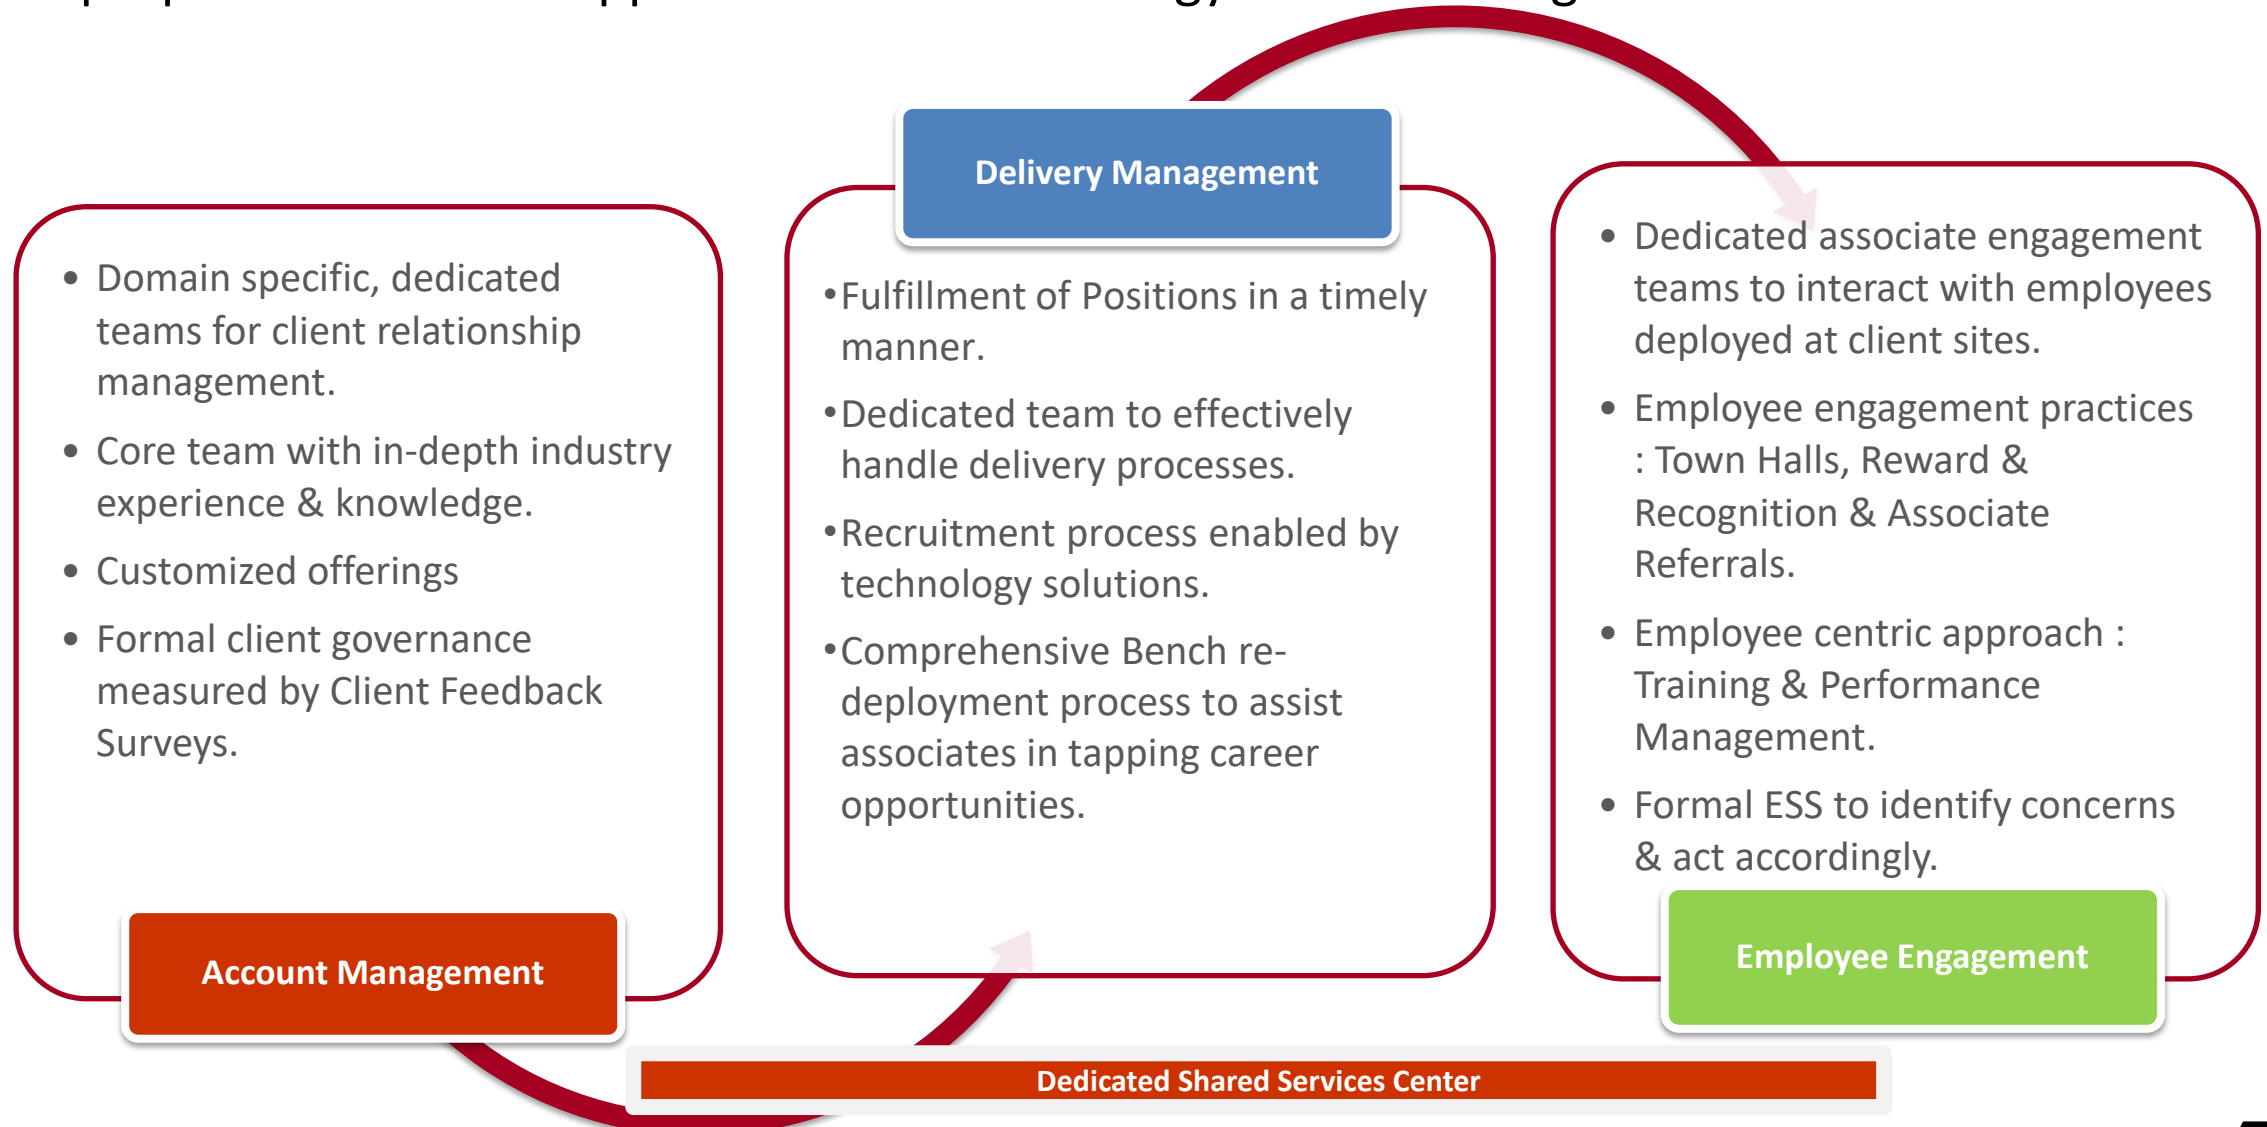 • Domain specific, dedicated
teams for client relationship
management.
• Core team with in-depth industry
experience & knowledge.
• Customized offerings
• Formal client governance
measured by Client Feedback
Surveys.
Account Management
Delivery Management
•Fulfillment of Positions in a timely
manner.
•Dedicated team to effectively
handle delivery processes.
•Recruitment process enabled by
technology solutions.
•Comprehensive Bench re-
deployment process to assist
associates in tapping career
opportunities.
• Dedicated associate engagement
teams to interact with employees
deployed at client sites.
• Employee engagement practices
: Town Halls, Reward &
Recognition & Associate
Referrals.
• Employee centric approach :
Training & Performance
Management.
• Formal ESS to identify concerns
& act accordingly.
Employee Engagement
Dedicated Shared Services Center